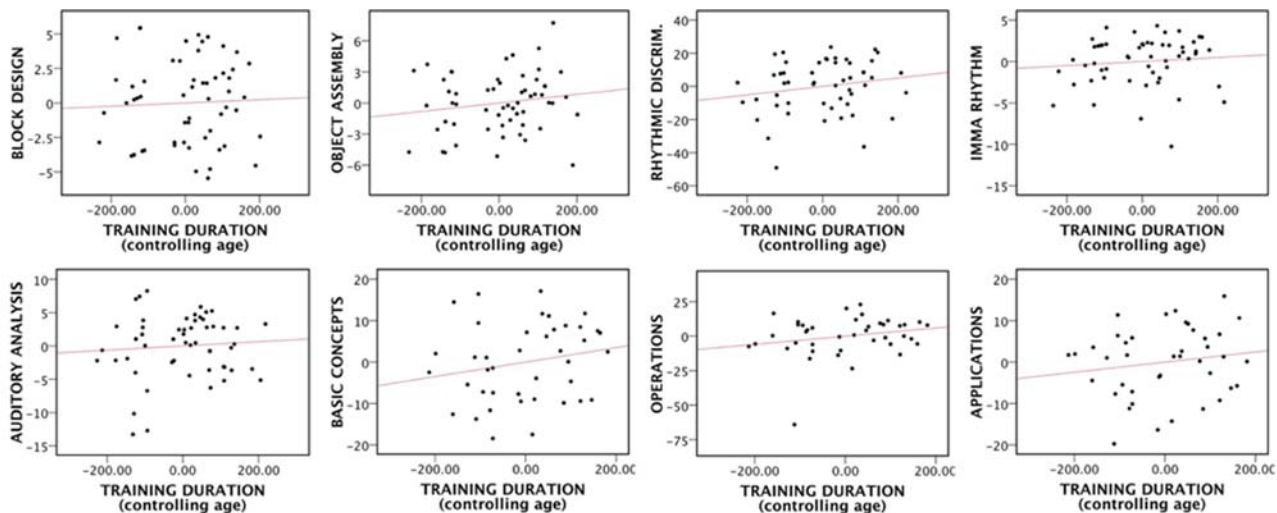 BLOCK DESIGN
5
2.5
0
−2.5
−5
−200.00 0.00 200.00
TRAINING DURATION
(controlling age)
OBJECT ASSEMBLY
6
3
0
−3
−6
−200.00 0.00 200.00
TRAINING DURATION
(controlling age)
RHYTHMIC DISCRIM.
40
20
0
−20
−40
−60
−200.00 0.00 200.00
TRAINING DURATION
(controlling age)
IMMA RHYTHM
5
0
−5
−10
−15
−200.00 0.00 200.00
TRAINING DURATION
(controlling age)
AUDITORY ANALYSIS
10
5
0
−5
−10
−15
−200.00 0.00 200.00
TRAINING DURATION
(controlling age)
BASIC CONCEPTS
20
10
0
−10
−20
−200.00 0.00 200.0
TRAINING DURATION
(controlling age)
OPERATIONS
25
0
−25
−50
−75
−200.00 0.00 200.0
TRAINING DURATION
(controlling age)
APPLICATIONS
20
10
0
−10
−20
−200.00 0.00 200.0
TRAINING DURATION
(controlling age)